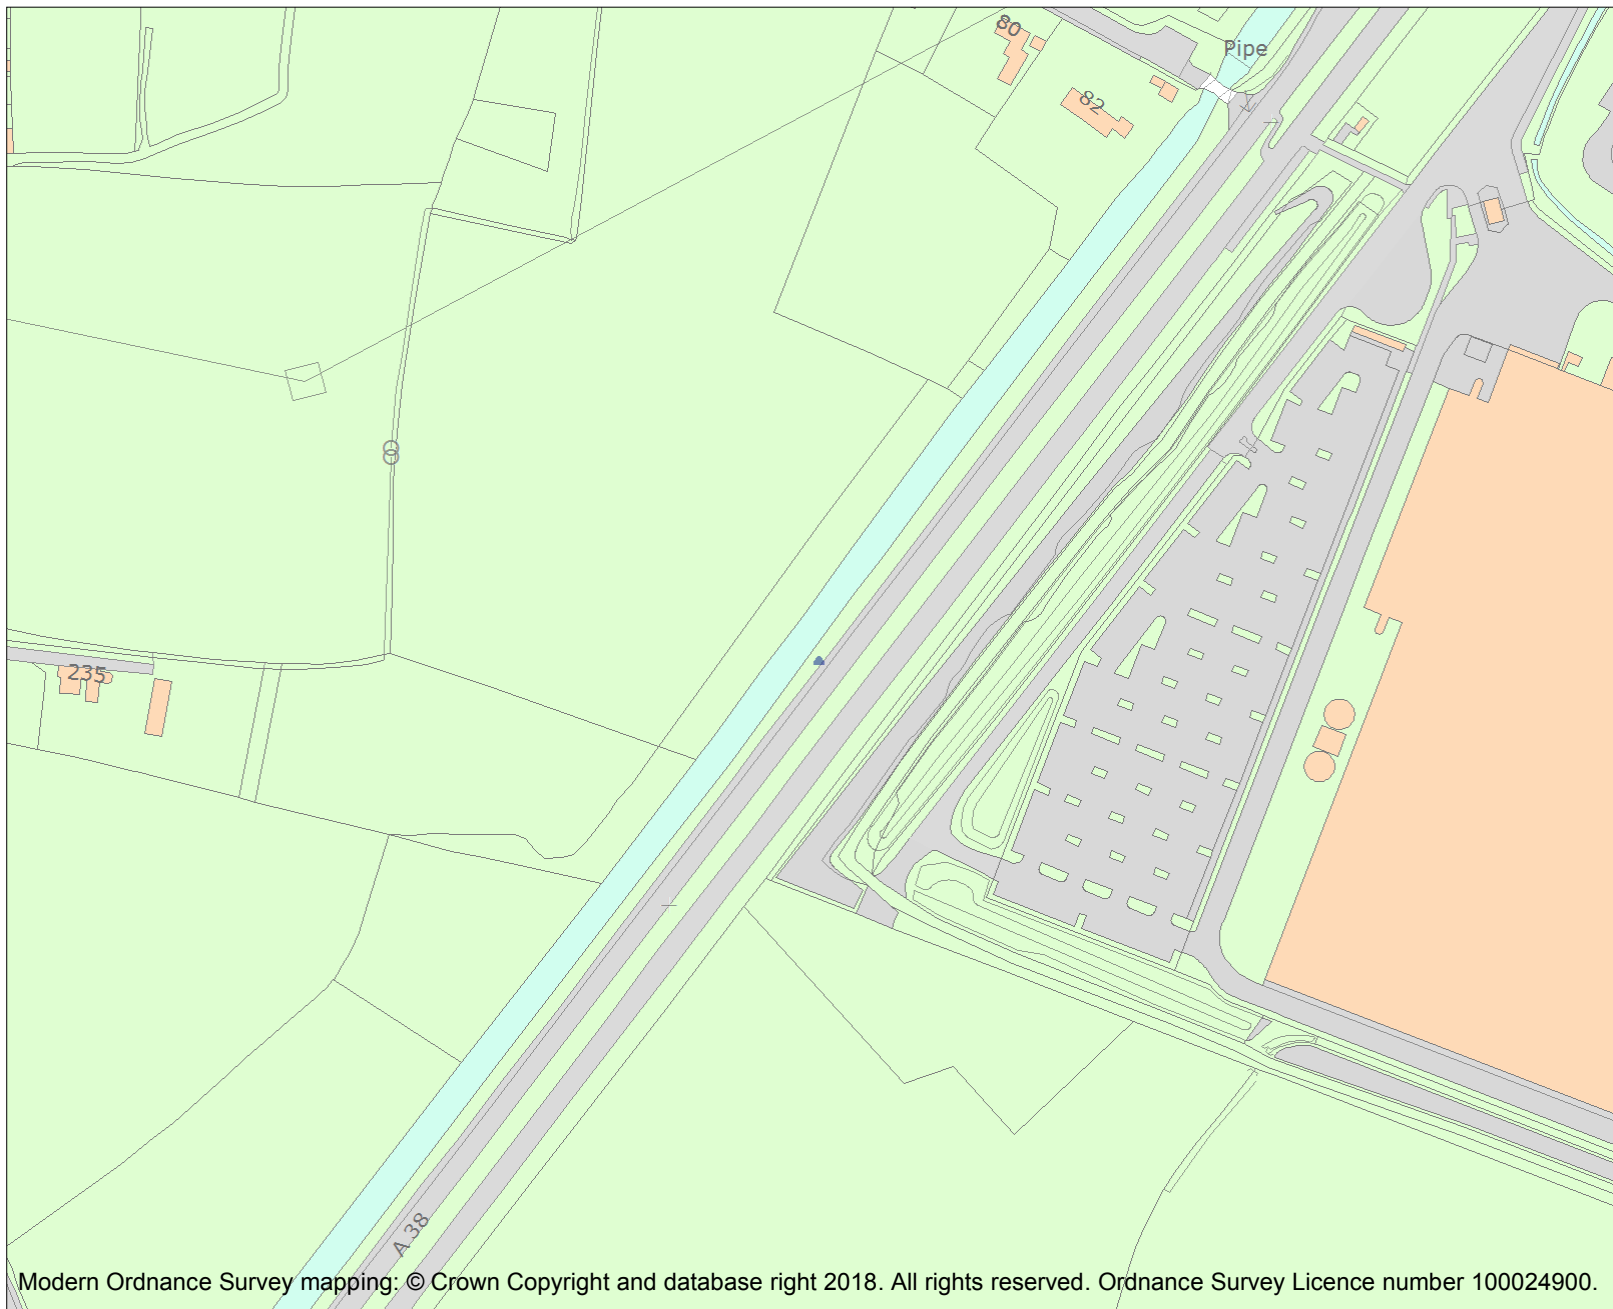 80
Pipe
82
235
A 38
Modern Ordnance Survey mapping: © Crown Copyright and database right 2018. All rights reserved. Ordnance Survey Licence number 100024900.